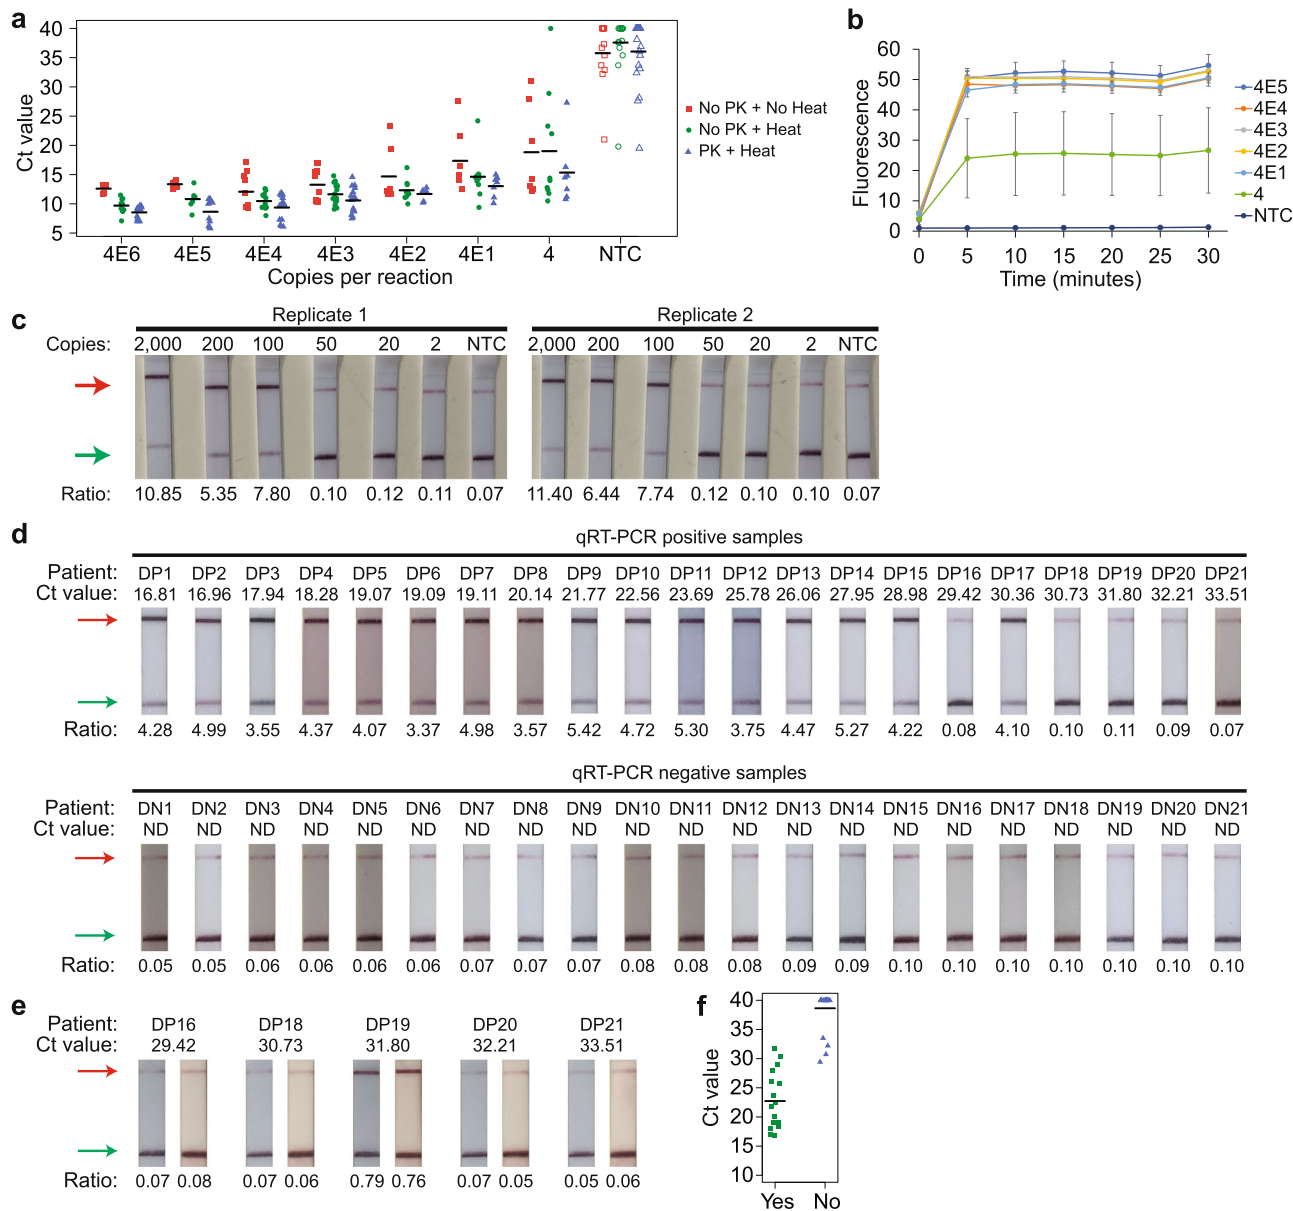 a
Ct value
40
35
30
25
20
15
10
5
4E6 4E5 4E4 4E3 4E2 4E1 4 NTC
Copies per reaction
No PK + No Heat
No PK + Heat
PK + Heat
b
Fluorescence
60
50
40
30
20
10
0
0 5 10 15 20 25 30
Time (minutes)
4E5
4E4
4E3
4E2
4E1
4
NTC
c
Replicate 1 Replicate 2
Copies: 2,000 200 100 50 20 2 NTC 2,000 200 100 50 20 2 NTC
Ratio: 10.85 5.35 7.80 0.10 0.12 0.11 0.07 11.40 6.44 7.74 0.12 0.10 0.10 0.07
d
qRT-PCR positive samples
Patient: DP1 DP2 DP3 DP4 DP5 DP6 DP7 DP8 DP9 DP10 DP11 DP12 DP13 DP14 DP15 DP16 DP17 DP18 DP19 DP20 DP21
Ct value: 16.81 16.96 17.94 18.28 19.07 19.09 19.11 20.14 21.77 22.56 23.69 25.78 26.06 27.95 28.98 29.42 30.36 30.73 31.80 32.21 33.51
Ratio: 4.28 4.99 3.55 4.37 4.07 3.37 4.98 3.57 5.42 4.72 5.30 3.75 4.47 5.27 4.22 0.08 4.10 0.10 0.11 0.09 0.07
qRT-PCR negative samples
Patient: DN1 DN2 DN3 DN4 DN5 DN6 DN7 DN8 DN9 DN10 DN11 DN12 DN13 DN14 DN15 DN16 DN17 DN18 DN19 DN20 DN21
Ct value: ND ND ND ND ND ND ND ND ND ND ND ND ND ND ND ND ND ND ND ND ND
Ratio: 0.05 0.05 0.06 0.06 0.06 0.06 0.07 0.07 0.07 0.08 0.08 0.08 0.09 0.09 0.10 0.10 0.10 0.10 0.10 0.10 0.10
e
Patient: DP16 DP18 DP19 DP20 DP21
Ct value: 29.42 30.73 31.80 32.21 33.51
Ratio: 0.07 0.08 0.07 0.06 0.79 0.76 0.07 0.05 0.05 0.06
f
Ct value
40
35
30
25
20
15
10
Yes No